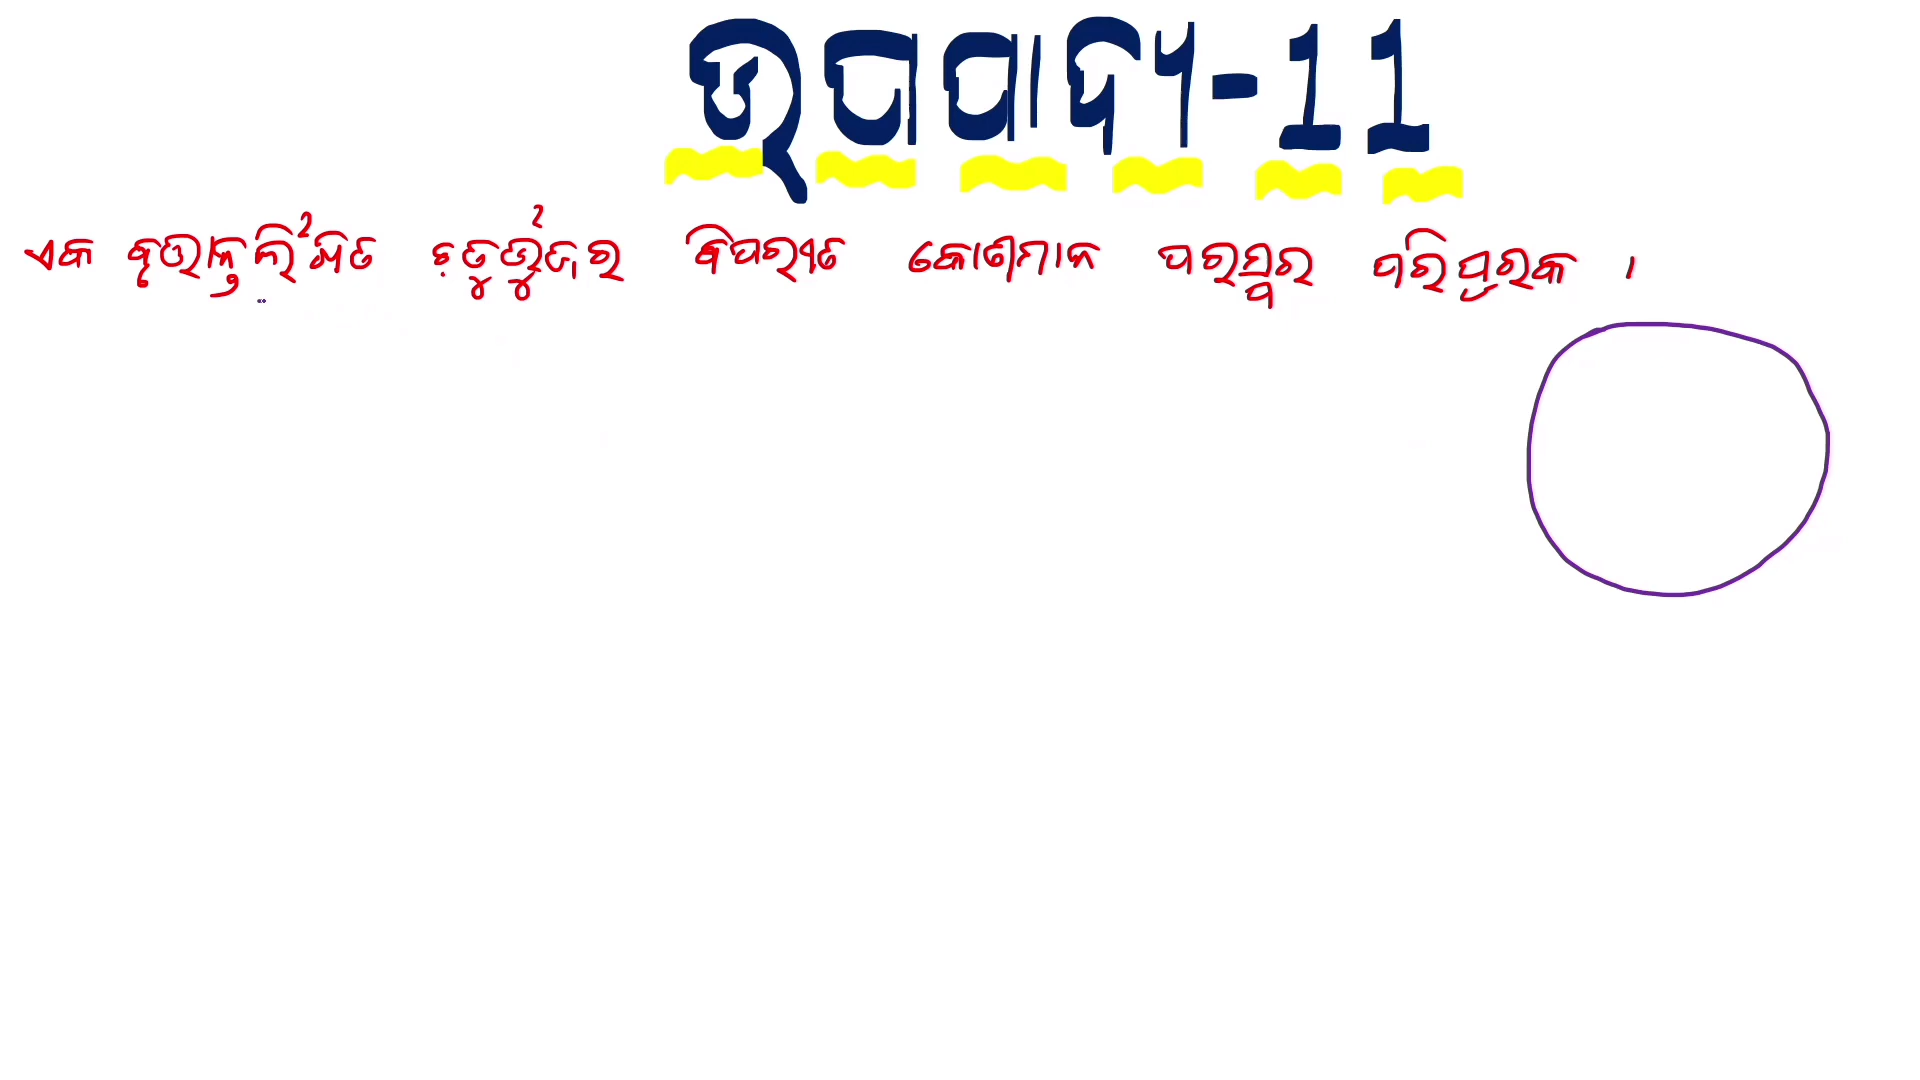 ଉପପାଦ୍ୟ-11
ଏକ ବୃତ୍ତାନ୍ତର୍ଲିଖିତ ଚତୁର୍ଭୁଜର ବିପରୀତ କୋଣମାନ ପରସ୍ପର ପରିପୂରକ ।